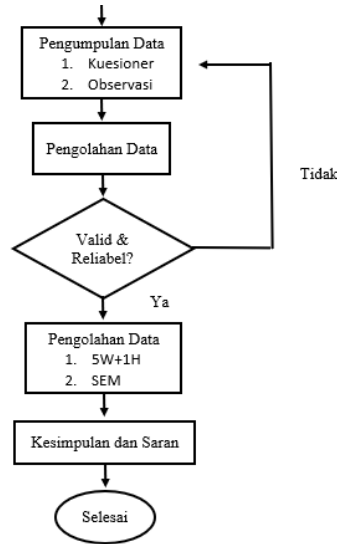 Pengumpulan Data
1. Kuesioner
2. Observasi
Pengolahan Data
Tidak
Valid &
Reliabel?
Ya
Pengolahan Data
1. 5W+1H
2. SEM
Kesimpulan dan Saran
Selesai